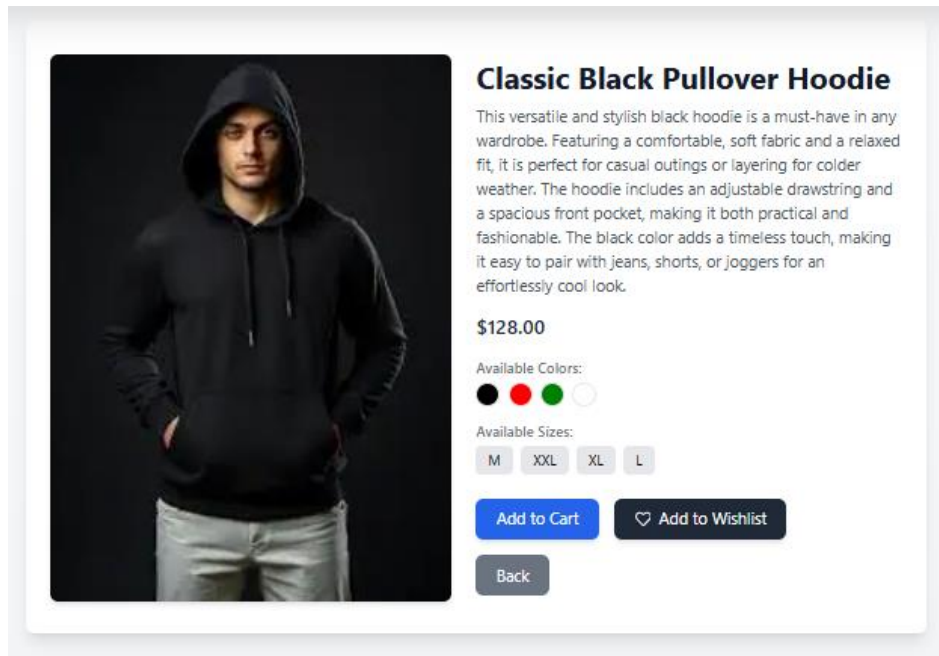 Classic Black Pullover Hoodie
This versatile and stylish black hoodie is a must-have in any
wardrobe. Featuring a comfortable, soft fabric and a relaxed
fit, it is perfect for casual outings or layering for colder
weather. The hoodie includes an adjustable drawstring and
a spacious front pocket, making it both practical and
fashionable. The black color adds a timeless touch, making
it easy to pair with jeans, shorts, or joggers for an
effortlessly cool look.
$128.00
Available Colors:
Available Sizes:
M XXL XL L
Add to Cart Add to Wishlist
Back